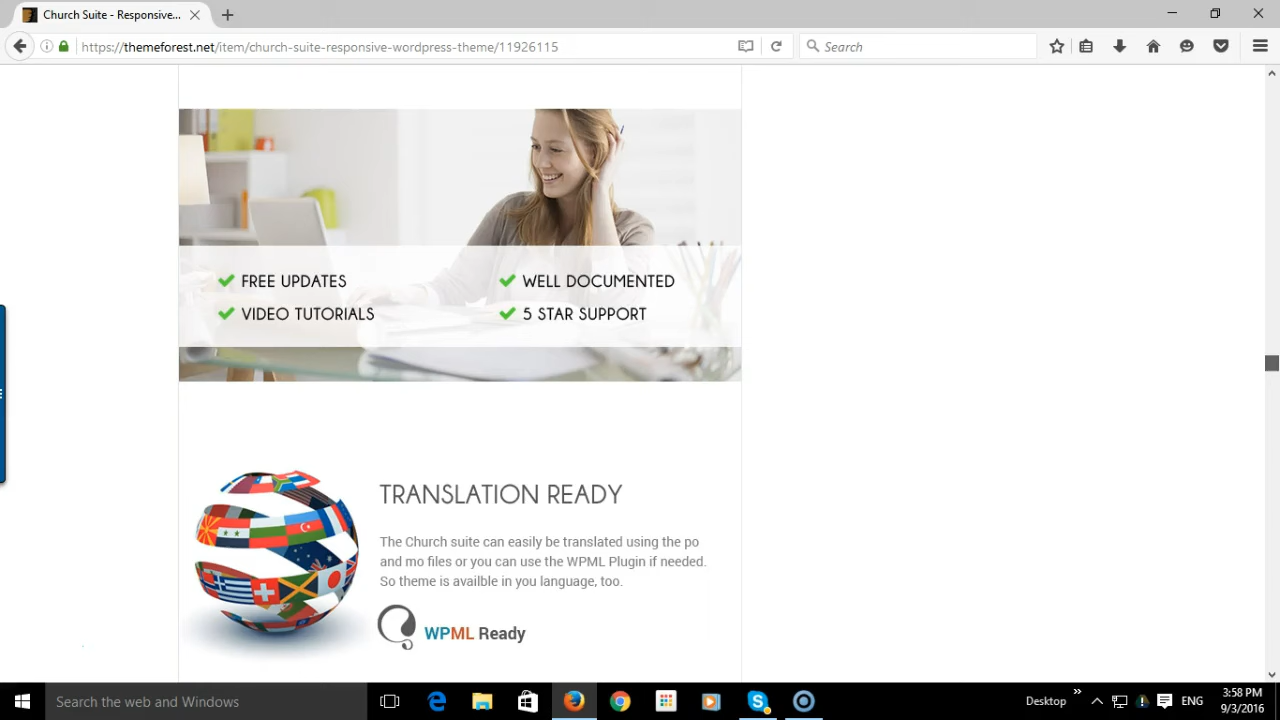 Church Suite - Responsive...
https://themeforest.net/item/church-suite-responsive-wordpress-theme/11926115
Search
FREE UPDATES
WELL DOCUMENTED
VIDEO TUTORIALS
5 STAR SUPPORT
TRANSLATION READY
The Church suite can easily be translated using the po
and mo files or you can use the WPML Plugin if needed.
So theme is availble in you language, too.
WPML Ready
Search the web and Windows
Desktop
ENG
3:58 PM
9/3/2016